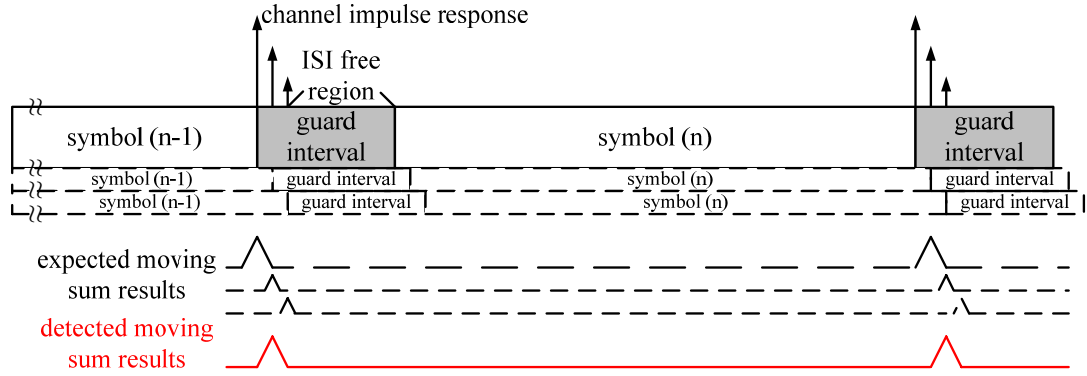 channel impulse response
ISI free
region
symbol (n-1)
guard
interval
symbol (n)
guard
interval
symbol (n-1)
guard interval
symbol (n)
guard interval
symbol (n-1)
guard interval
symbol (n)
guard interval
expected moving
sum results
detected moving
sum results